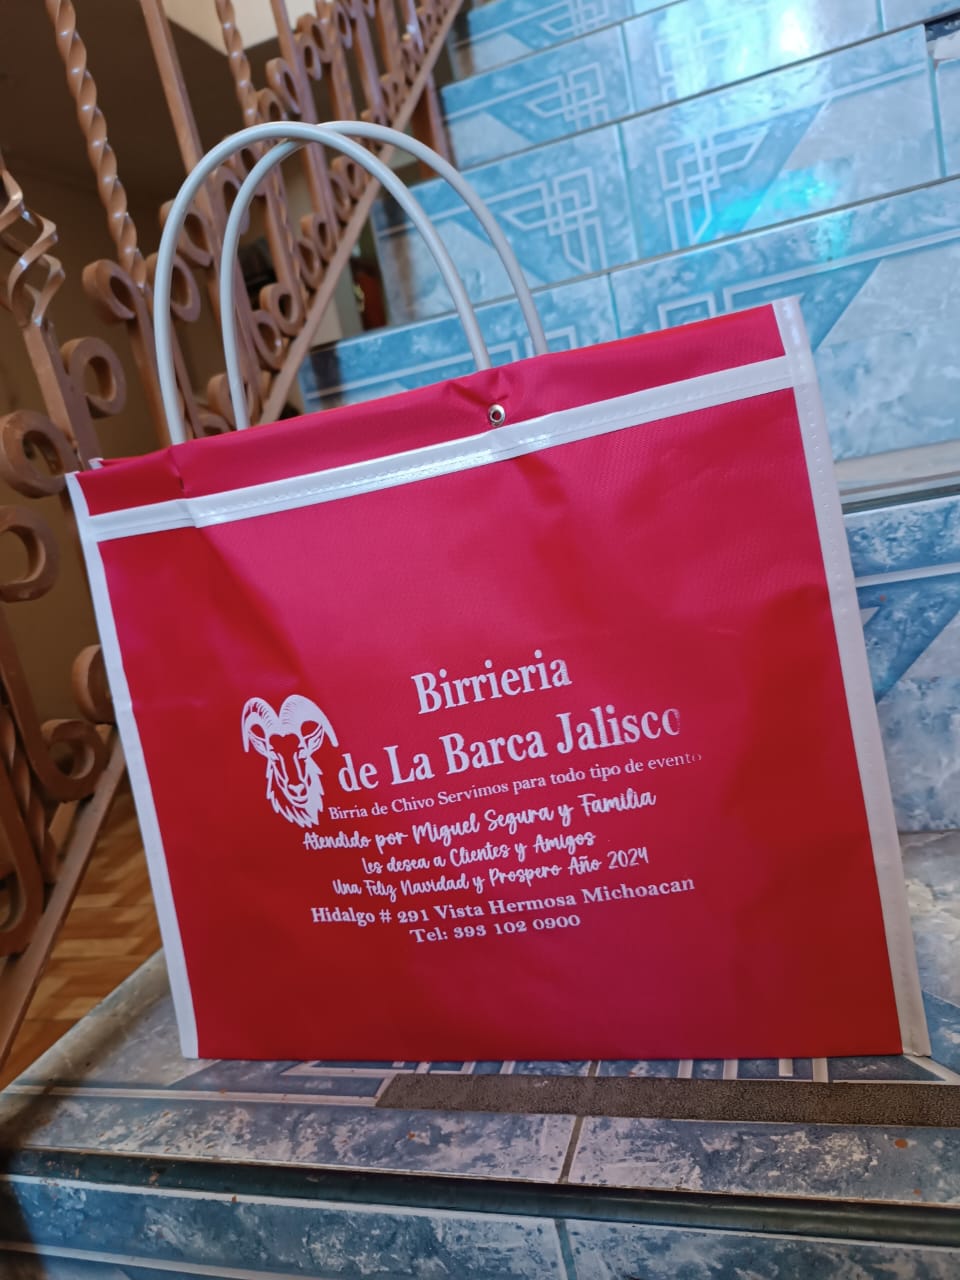 Birrieria
de La Barca Jalisco
Birria de Chivo Servimos para todo tipo de evento
Atendido por Miguel Segura y Familia
les desea a Clientes y Amigos
Una Feliz Navidad y Prospero Año 2024
Hidalgo # 291 Vista Hermosa Michoacan
Tel: 393 102 0900